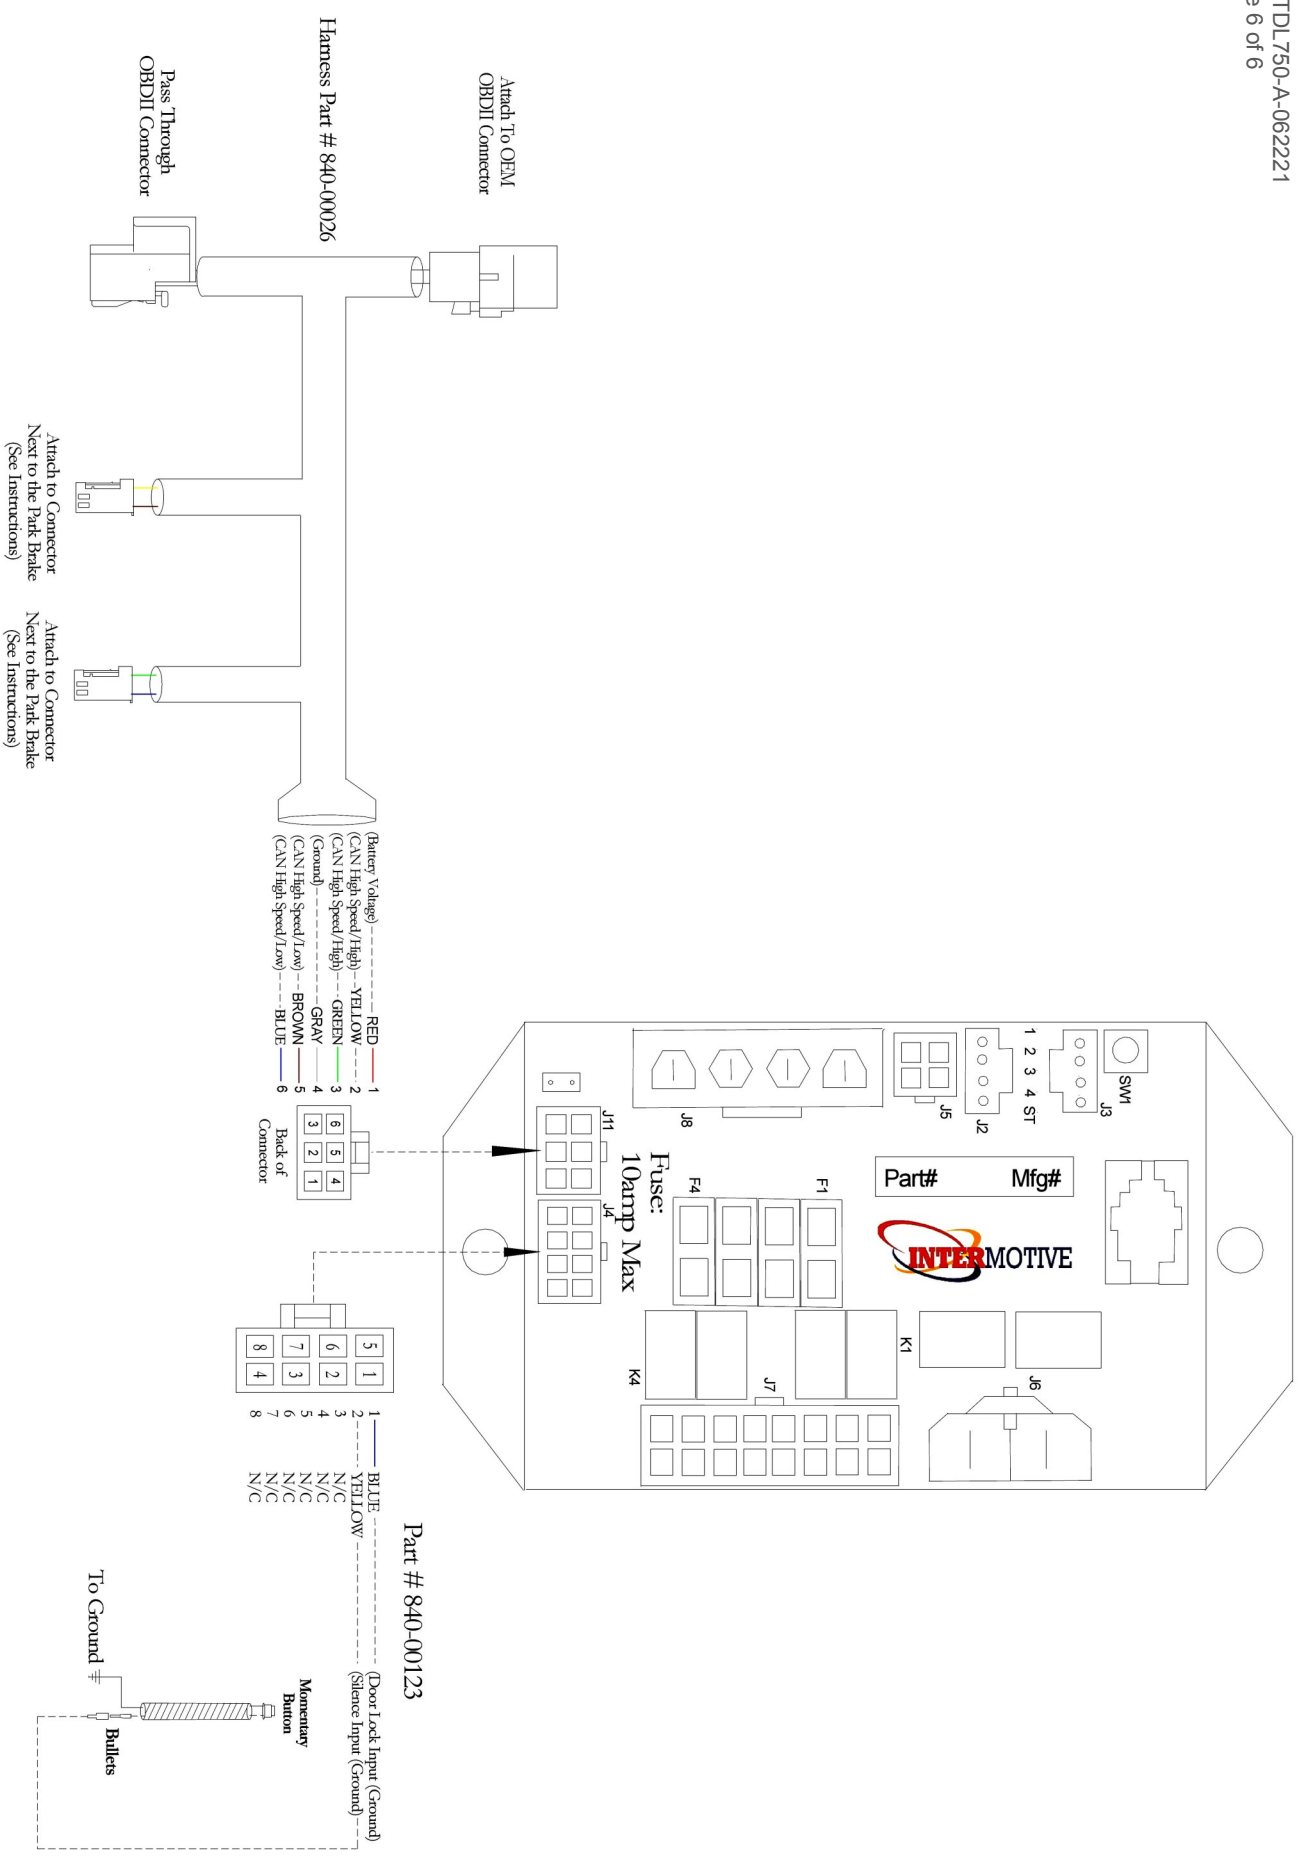 TDL750-A-062221
e 6 of 6
Attach To OEM
OBDII Connector
Harness Part # 840-00026
Pass Through
OBDII Connector
Attach to Connector
Next to the Park Brake
(See Instructions)
Attach to Connector
Next to the Park Brake
(See Instructions)
(Battery Voltage) RED 1
(CAN High Speed/High) YELLOW 2
(CAN High Speed/High) GREEN 3
(Ground) GRAY 4
(CAN High Speed/Low) BROWN 5
(CAN High Speed/Low) BLUE 6
6 5 4
3 2 1
Back of
Connector
SW1
J3
1 2 3 4 ST
J2
J5
J8
J11
J4
Fuse:
10amp Max
F4
F1
Part# Mfg#
INTERMOTIVE
K1
K4
J6
J7
5 1
6 2
7 3
8 4
Part # 840-00123
1 BLUE (Door Lock Input (Ground)
2 YELLOW (Silence Input (Ground)
3 N/C
4 N/C
5 N/C
6 N/C
7 N/C
8 N/C
Momentary
Button
To Ground
Bullets